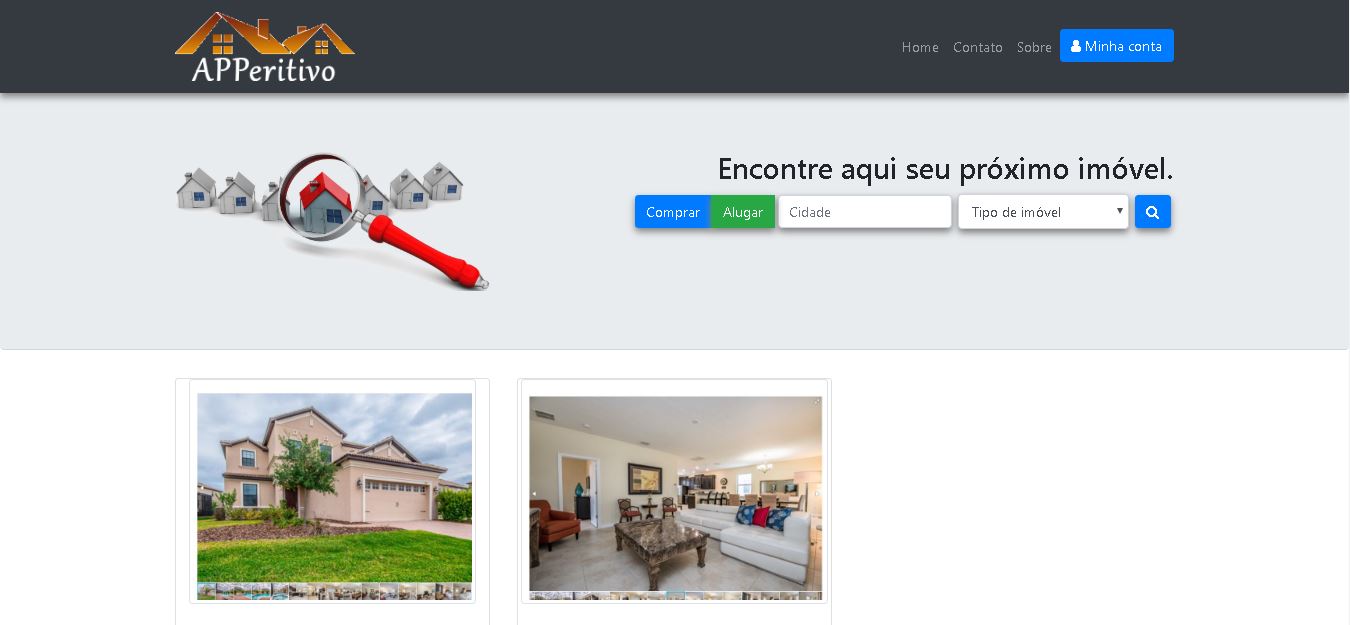 APPeritivo
Home Contato Sobre Minha conta
Encontre aqui seu próximo imóvel.
Comprar Alugar Cidade Tipo de imóvel